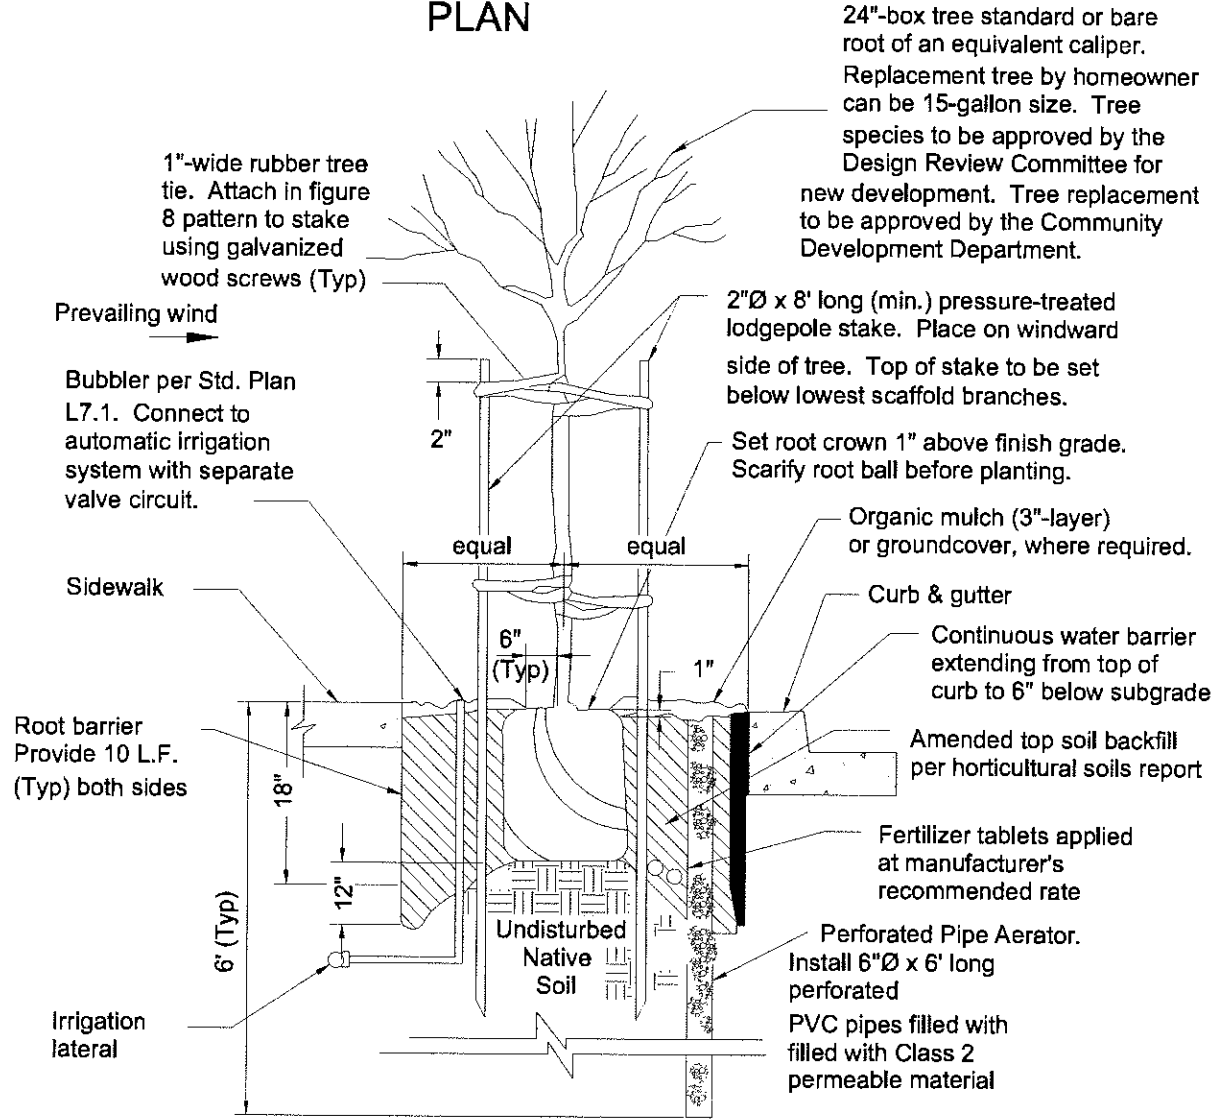 PLAN
24"-box tree standard or bare
root of an equivalent caliper.
Replacement tree by homeowner
can be 15-gallon size. Tree
species to be approved by the
Design Review Committee for
new development. Tree replacement
to be approved by the Community
Development Department.
1"-wide rubber tree
tie. Attach in figure
8 pattern to stake
using galvanized
wood screws (Typ)
Prevailing wind
2"Ø x 8' long (min.) pressure-treated
lodgepole stake. Place on windward
side of tree. Top of stake to be set
below lowest scaffold branches.
Bubbler per Std. Plan
L7.1. Connect to
automatic irrigation
system with separate
valve circuit.
2"
Set root crown 1" above finish grade.
Scarify root ball before planting.
Organic mulch (3"-layer)
or groundcover, where required.
equal
equal
Sidewalk
Curb & gutter
6"
(Typ)
1"
Continuous water barrier
extending from top of
curb to 6" below subgrade
Root barrier
Provide 10 L.F.
(Typ) both sides
18"
12"
6' (Typ)
Amended top soil backfill
per horticultural soils report
Fertilizer tablets applied
at manufacturer's
recommended rate
Undisturbed
Native
Soil
Perforated Pipe Aerator.
Install 6"Ø x 6' long
perforated
PVC pipes filled with
filled with Class 2
permeable material
Irrigation
lateral